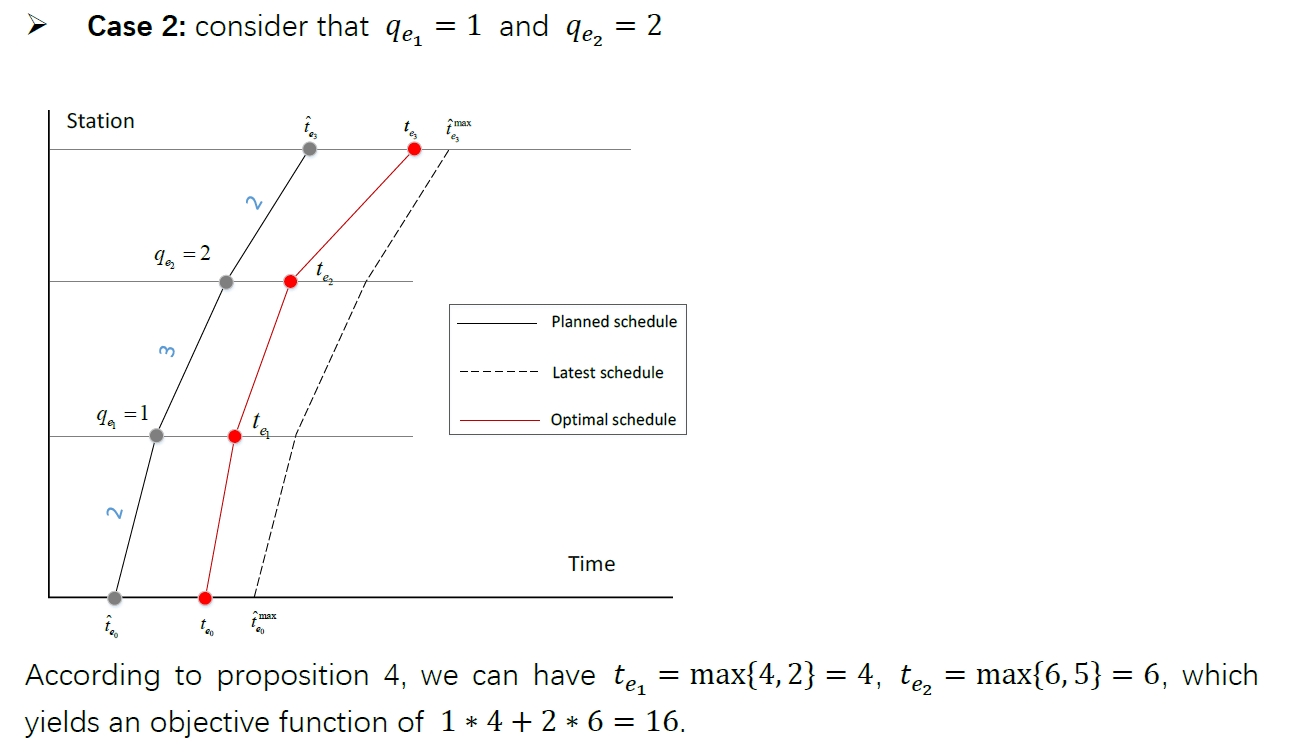 ➢ Case 2: consider that q_{e_1} = 1 and q_{e_2} = 2
Station
\hat{t}_{e_3}
t_{e_3}
\hat{t}_{e_3}^{max}
2
q_{e_2} = 2
t_{e_2}
Planned schedule
3
Latest schedule
q_{e_1} = 1
t_{e_1}
Optimal schedule
2
Time
\hat{t}_{e_0}
t_{e_0}
\hat{t}_{e_0}^{max}
According to proposition 4, we can have t_{e_1} = max{4, 2} = 4, t_{e_2} = max{6, 5} = 6, which
yields an objective function of 1 * 4 + 2 * 6 = 16.